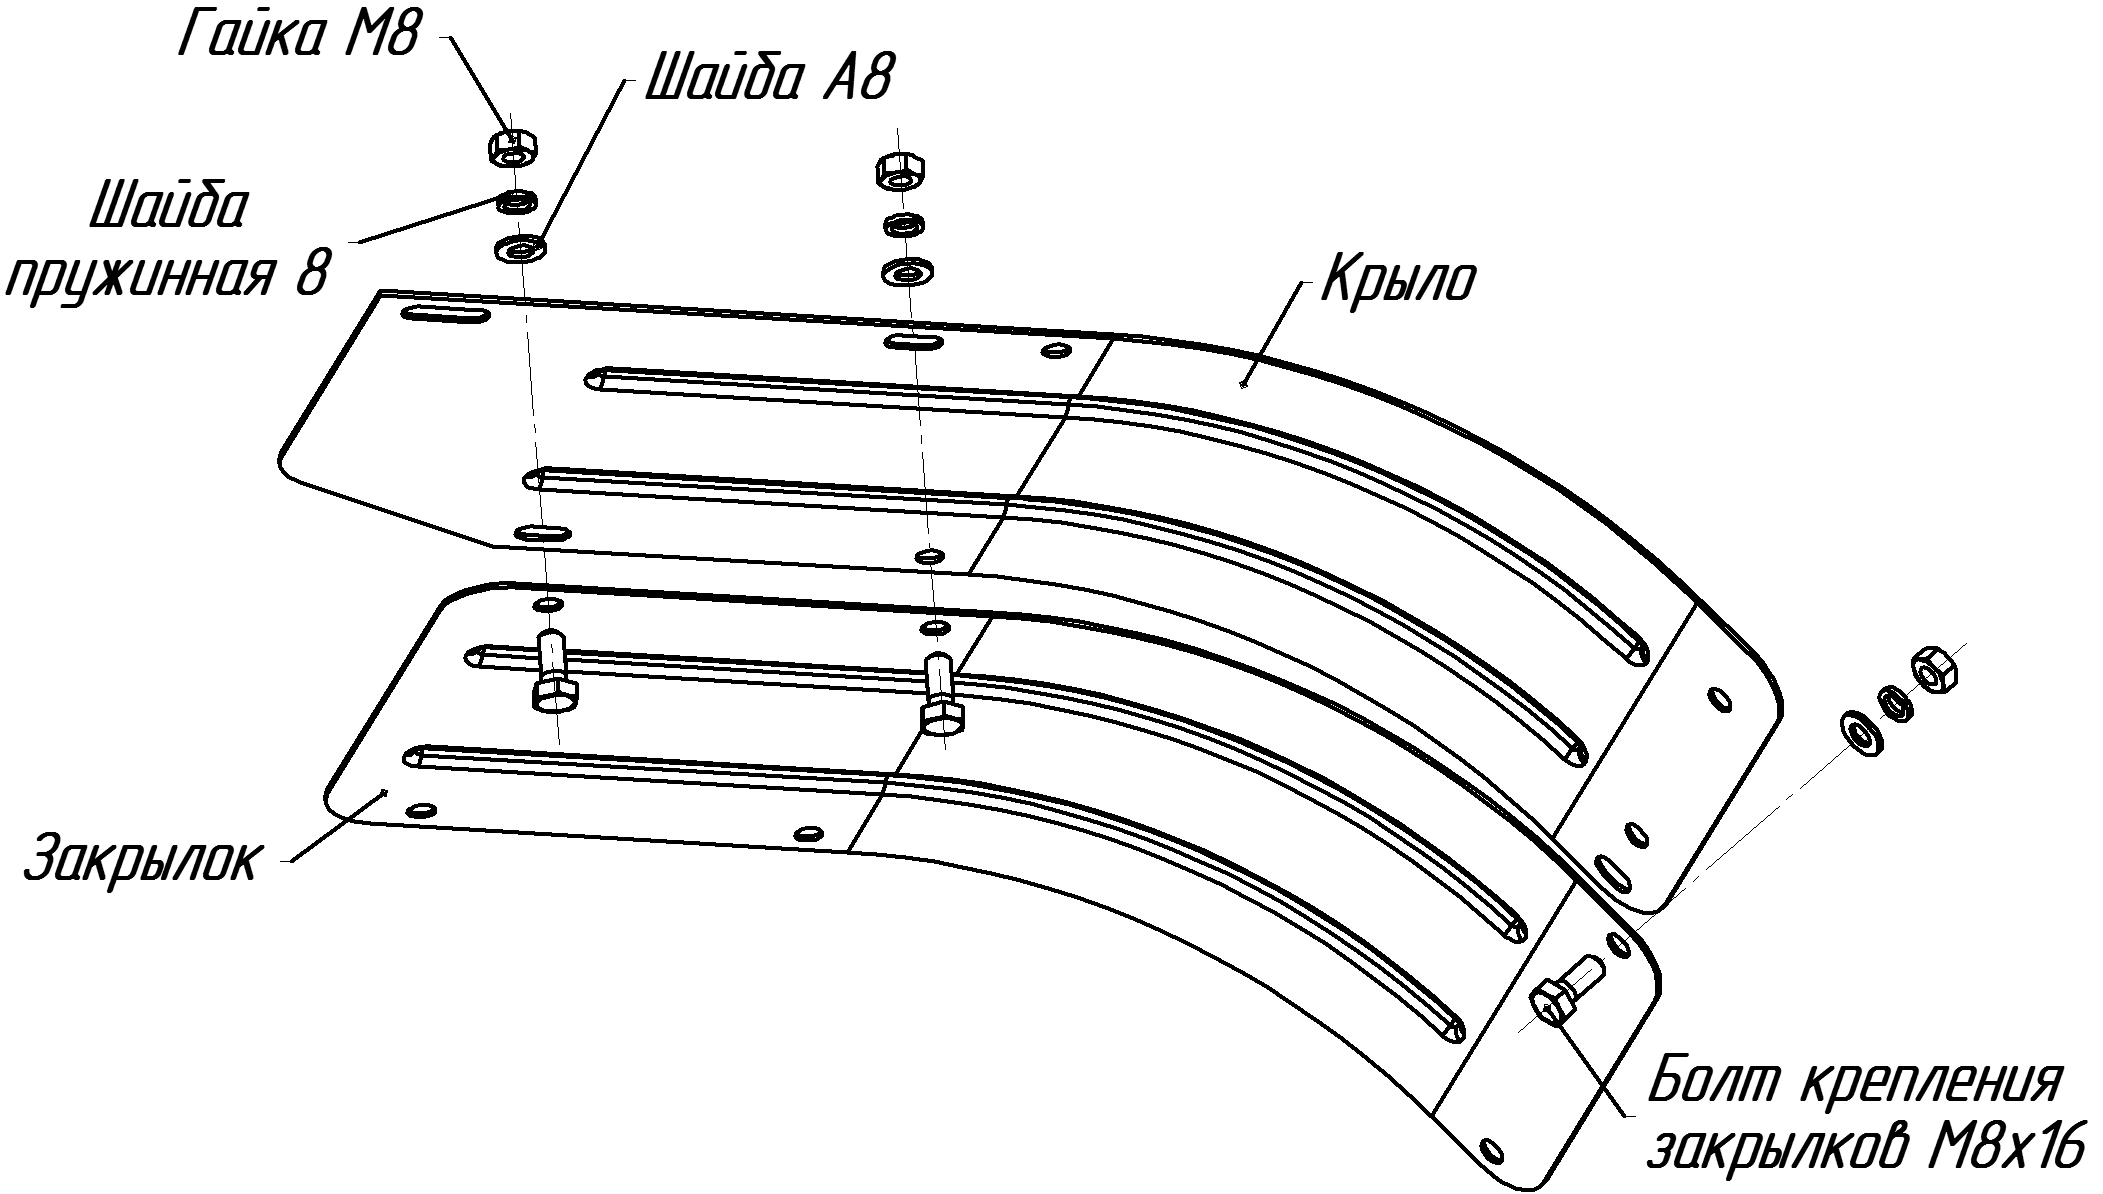 Гайка М8
Шайба А8
Шайба
пружинная 8
Крыло
Закрылок
Болт крепления
закрылков М8х16